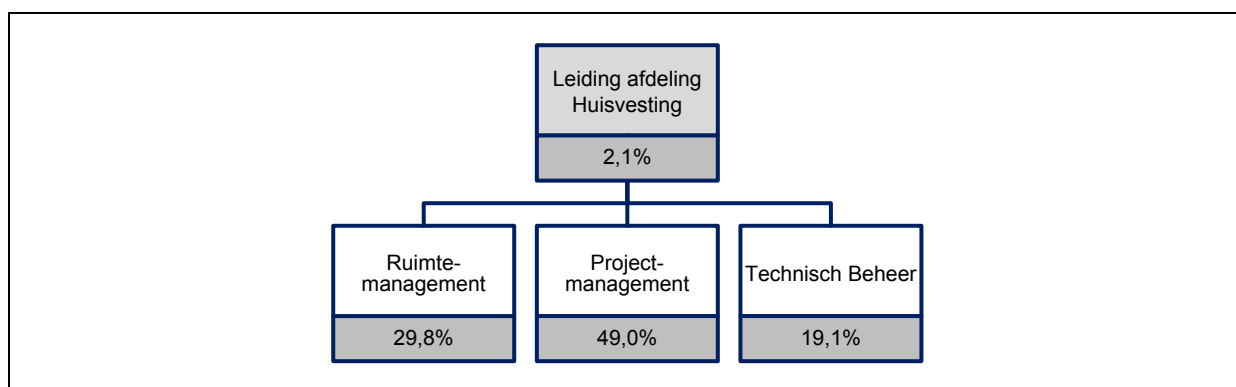 Leiding afdeling
Huisvesting
2,1%
Ruimte-
management
29,8%
Project-
management
49,0%
Technisch Beheer
19,1%